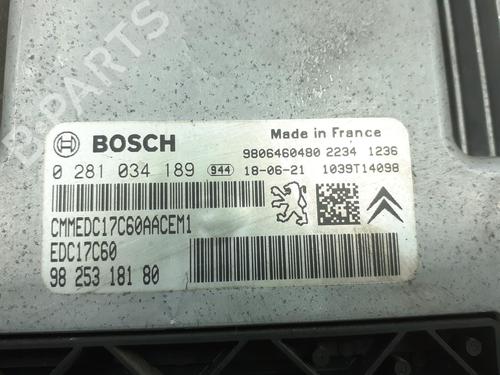 BOSCH
Made in France
9806460480 2234 1236
0 281 034 189 944 18-06-21 1039T14098
CMMEDC17C60AACEM1
EDC17C60
98 253 181 80
B-PARTS